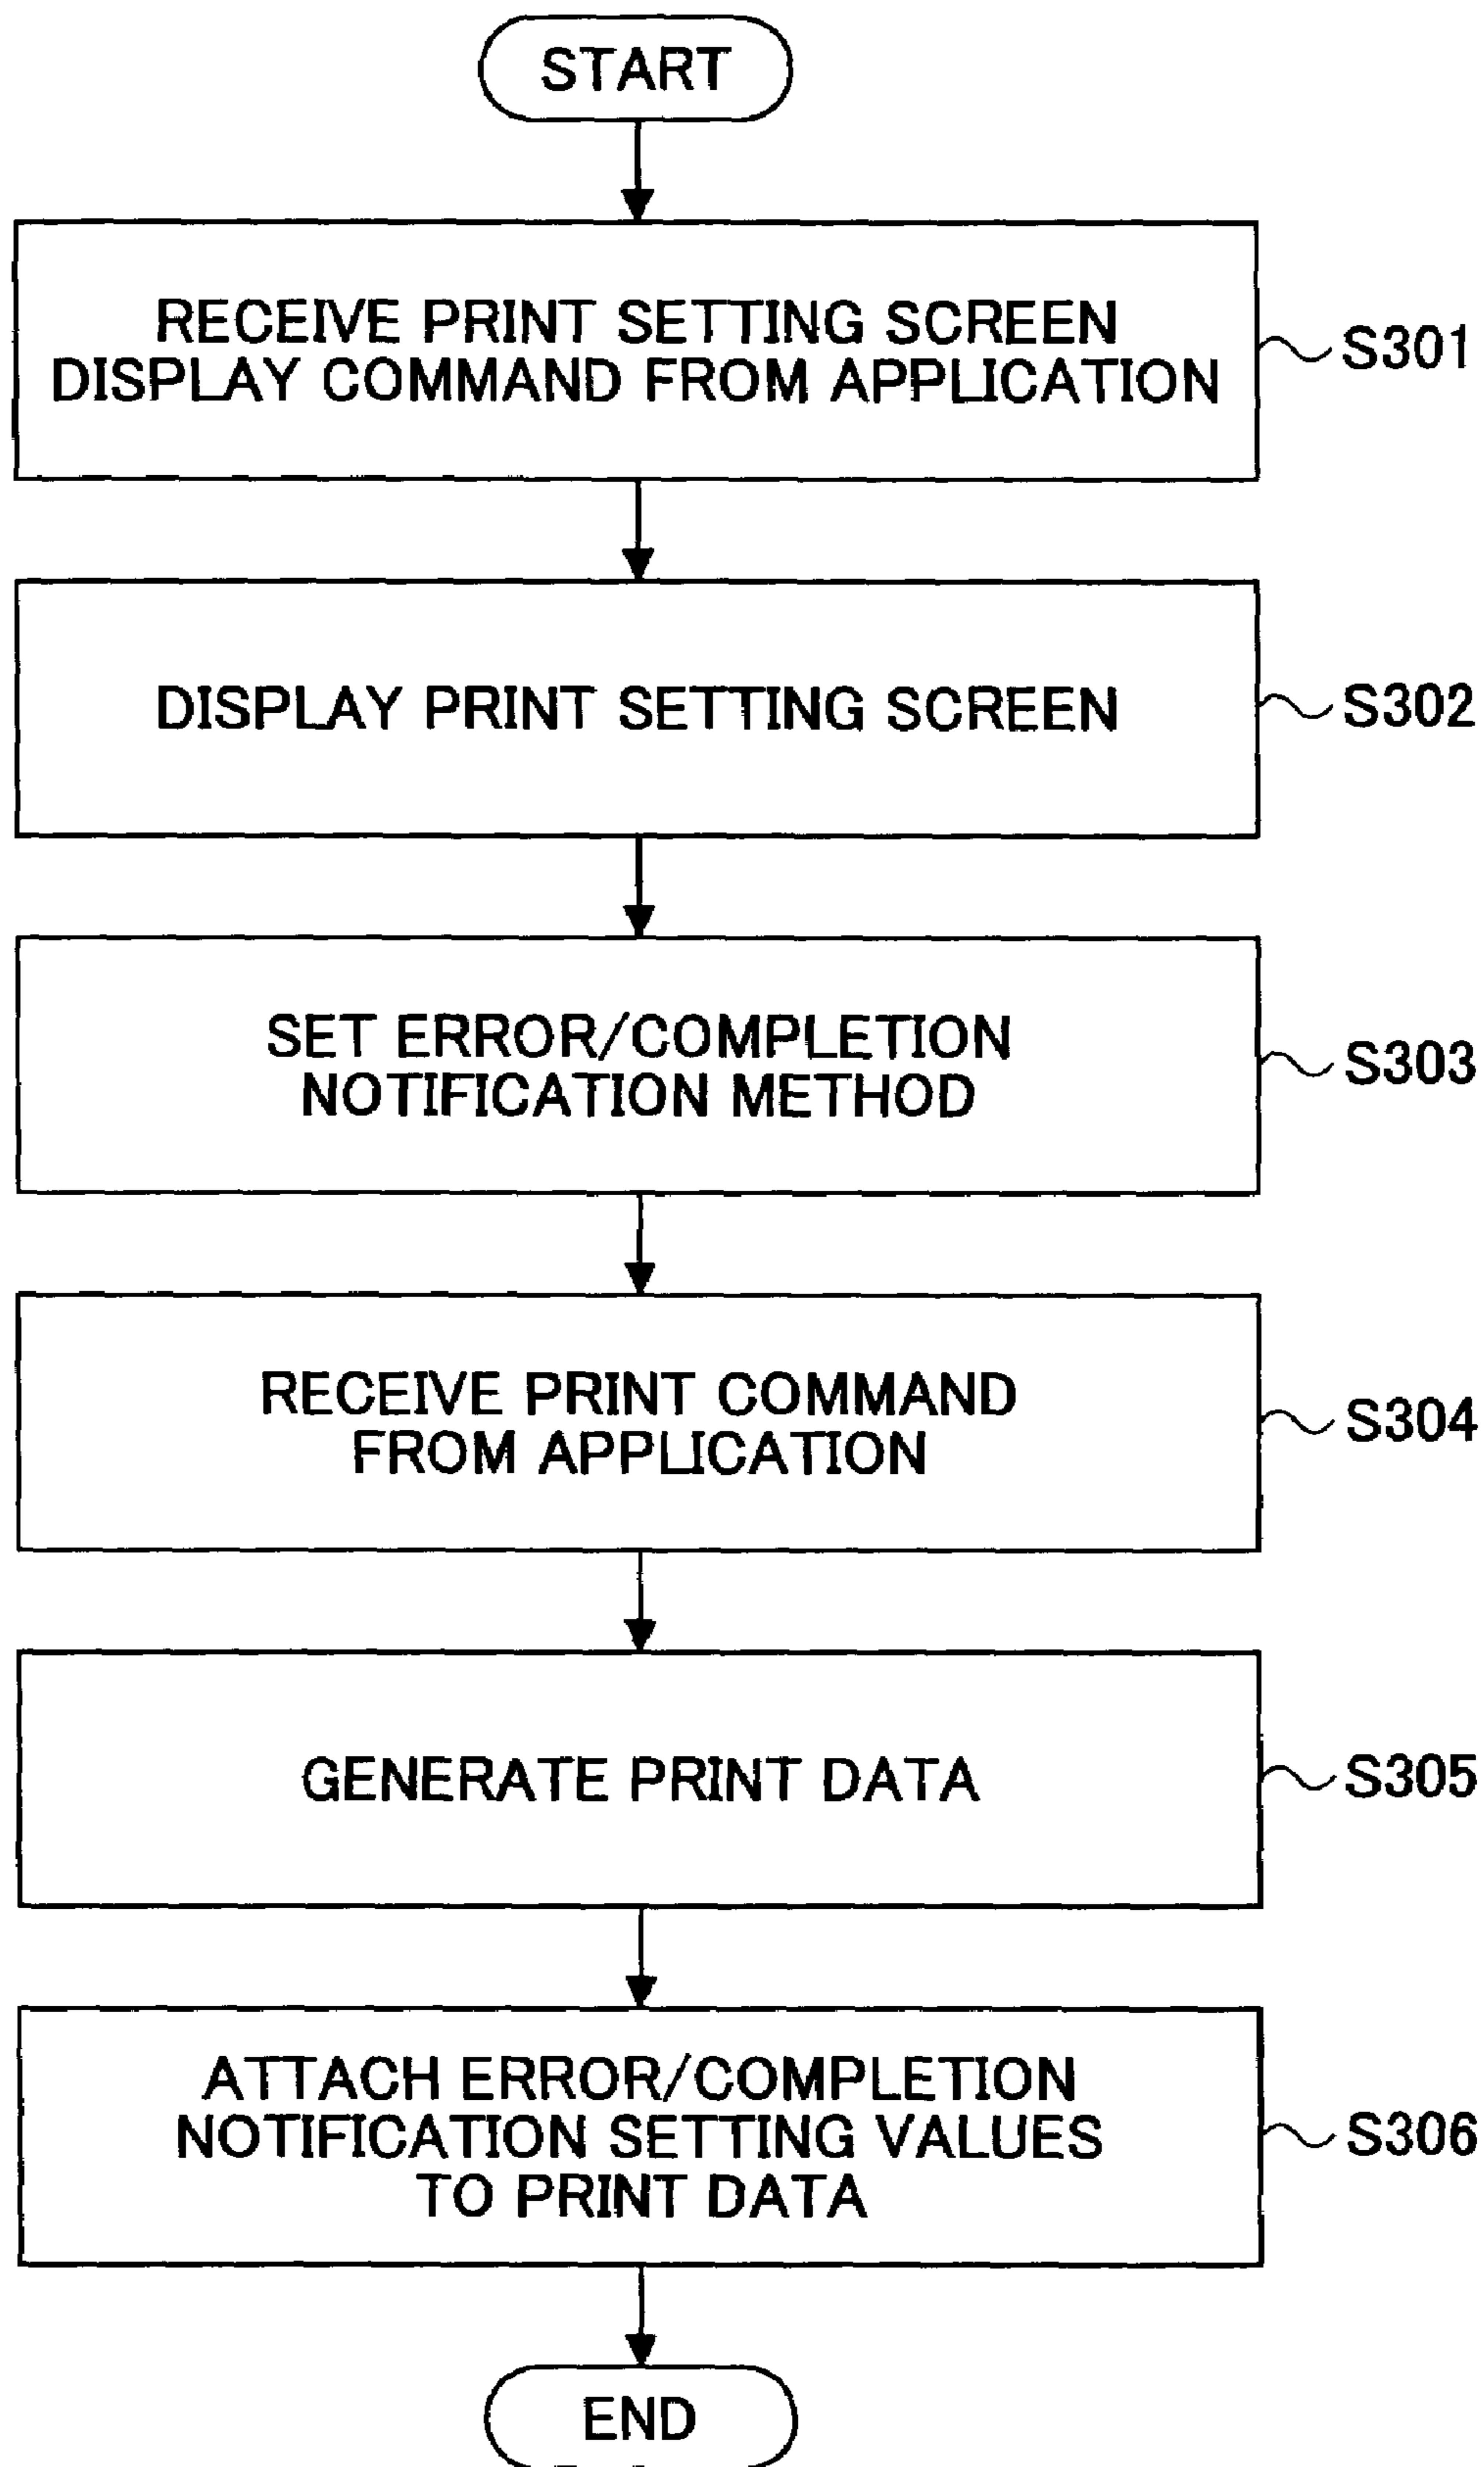 START
RECEIVE PRINT SETTING SCREEN
DISPLAY COMMAND FROM APPLICATION
S301
DISPLAY PRINT SETTING SCREEN
S302
SET ERROR/COMPLETION
NOTIFICATION METHOD
S303
RECEIVE PRINT COMMAND
FROM APPLICATION
S304
GENERATE PRINT DATA
S305
ATTACH ERROR/COMPLETION
NOTIFICATION SETTING VALUES
TO PRINT DATA
S306
END